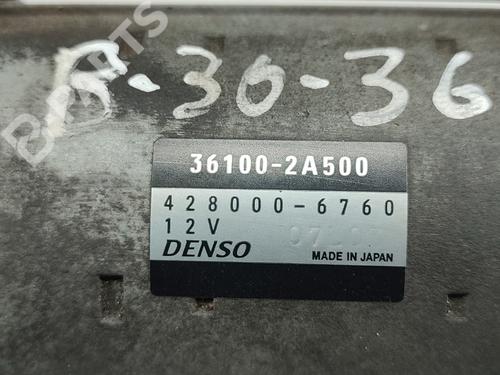 B-30-36
36100-2A500
428000-6760
12V
DENSO
MADE IN JAPAN